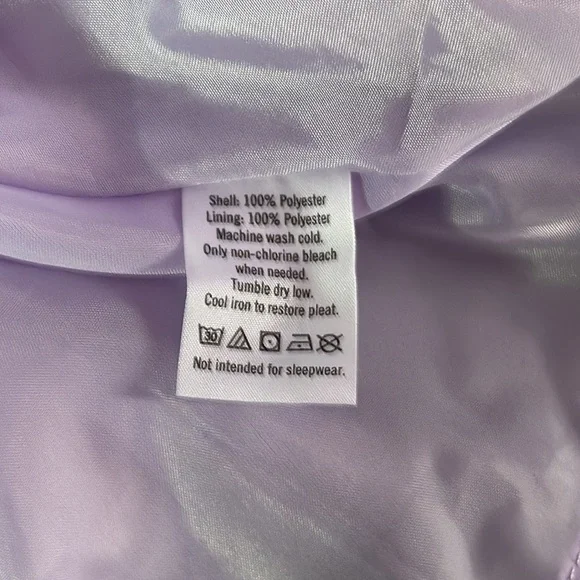 Shell: 100% Polyester
Lining: 100% Polyester
Machine wash cold.
Only non-chlorine bleach
when needed.
Tumble dry low.
Cool iron to restore pleat.
30
Not intended for sleepwear.